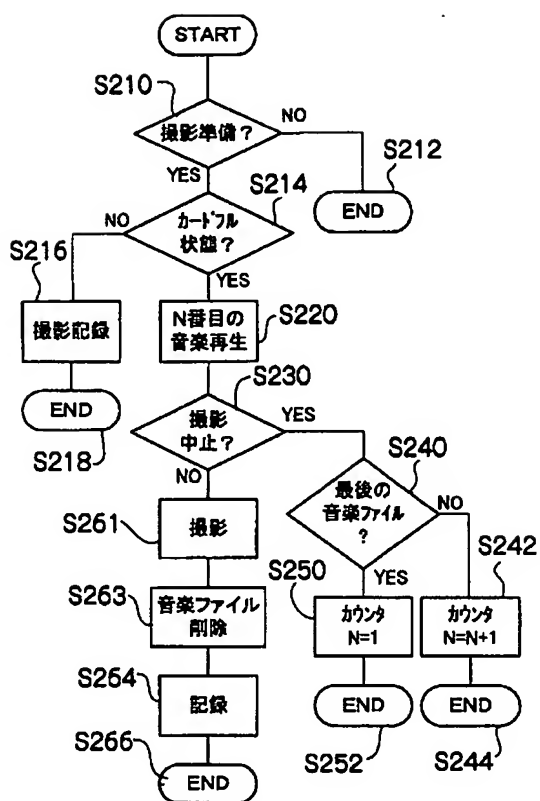 START
S210
撮影準備?
NO
S212
END
YES
S214
NO
カードフル
状態?
S216
YES
撮影記録
N番目の
音楽再生
S220
END
S218
S230
撮影
中止?
YES
NO
S240
最後の
音楽ファイル
?
NO
S261
撮影
S250
YES
S242
S263
音楽ファイル
削除
カウンタ
N=1
カウンタ
N=N+1
S264
記録
END
S252
END
S244
S266
END